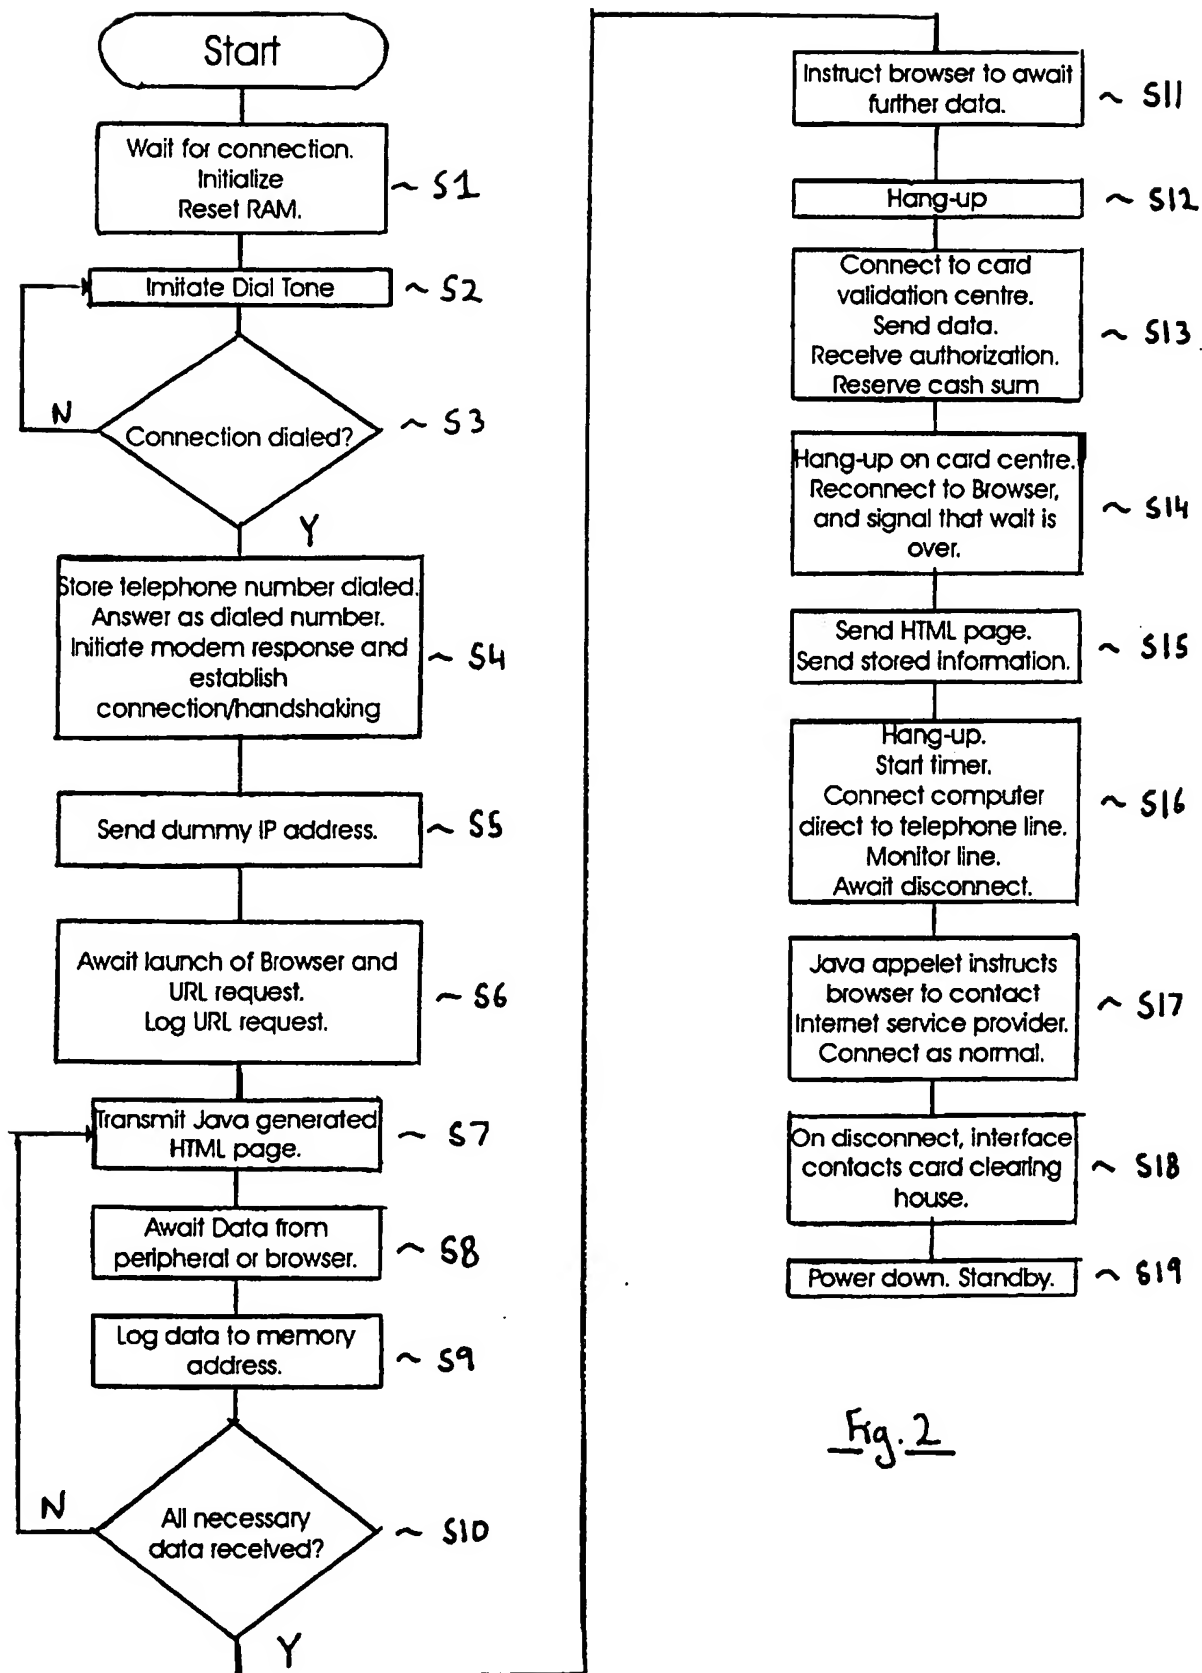 Start
Wait for connection.
Initialize
Reset RAM.
~ S1
Imitate Dial Tone
~ S2
N
Connection dialed?
~ S3
Y
Store telephone number dialed.
Answer as dialed number.
Initiate modem response and
establish
connection/handshaking
~ S4
Send dummy IP address.
~ S5
Await launch of Browser and
URL request.
Log URL request.
~ S6
Transmit Java generated
HTML page.
~ S7
Await Data from
peripheral or browser.
~ S8
Log data to memory
address.
~ S9
N
All necessary
data received?
~ S10
Y
Instruct browser to await
further data.
~ S11
Hang-up
~ S12
Connect to card
validation centre.
Send data.
Receive authorization.
Reserve cash sum
~ S13
Hang-up on card centre.
Reconnect to Browser,
and signal that wait is
over.
~ S14
Send HTML page.
Send stored information.
~ S15
Hang-up.
Start timer.
Connect computer
direct to telephone line.
Monitor line.
Await disconnect.
~ S16
Java appelet instructs
browser to contact
Internet service provider.
Connect as normal.
~ S17
On disconnect, interface
contacts card clearing
house.
~ S18
Power down. Standby.
~ S19
Fig. 2